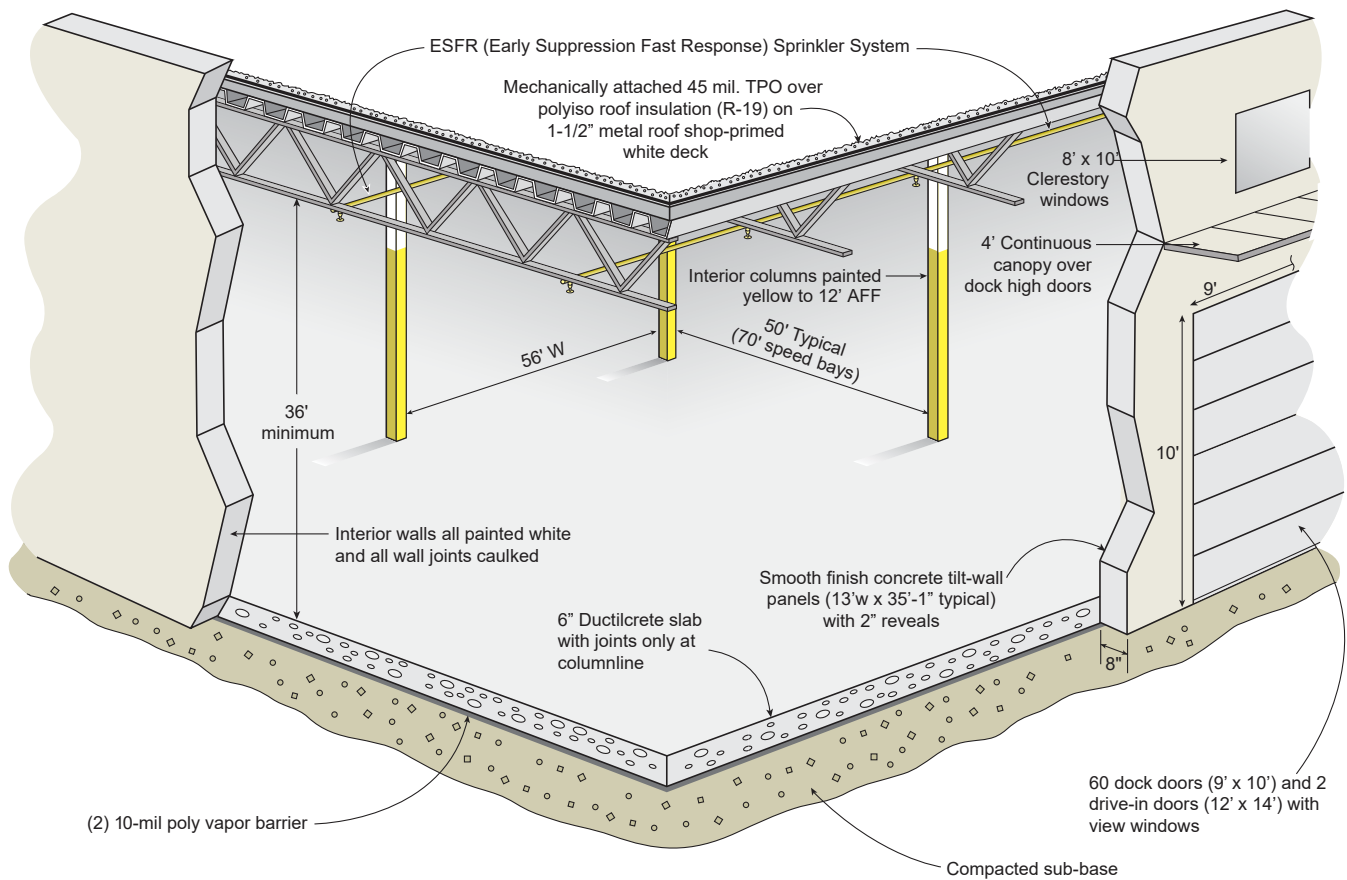 ESFR (Early Suppression Fast Response) Sprinkler System
Mechanically attached 45 mil. TPO over
polyiso roof insulation (R-19) on
1-1/2” metal roof shop-primed
white deck
8’ x 10’
Clerestory
windows
4’ Continuous
canopy over
dock high doors
9'
Interior columns painted
yellow to 12’ AFF
56' W
50' Typical
(70' speed bays)
36'
minimum
10'
Interior walls all painted white
and all wall joints caulked
Smooth finish concrete tilt-wall
panels (13’w x 35’-1” typical)
with 2” reveals
6” Ductilcrete slab
with joints only at
columnline
8"
60 dock doors (9’ x 10’) and 2
drive-in doors (12’ x 14’) with
view windows
(2) 10-mil poly vapor barrier
Compacted sub-base